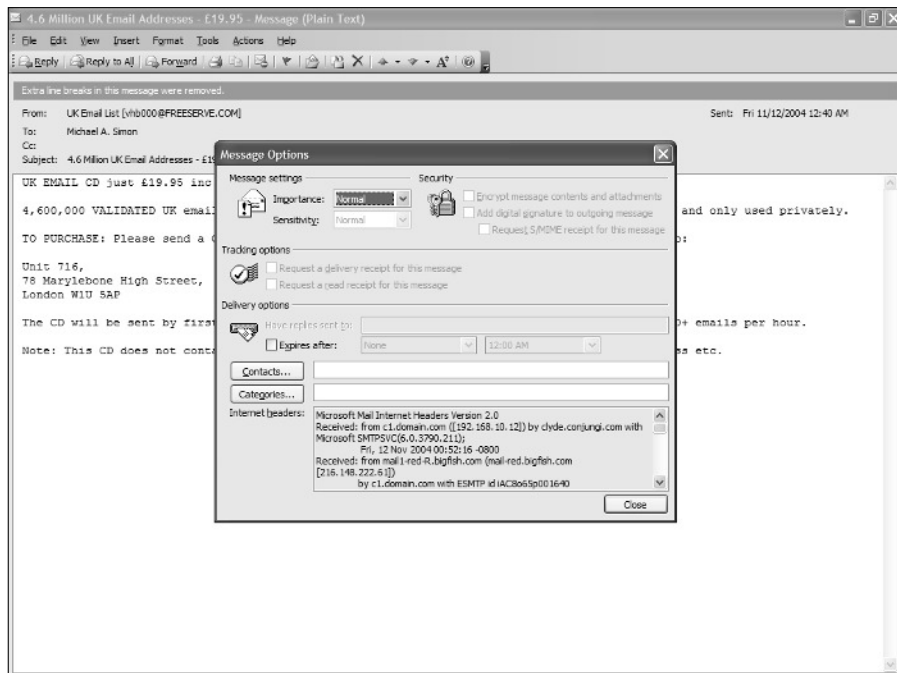 4.6 Million UK Email Addresses - £19.95 - Message (Plain Text)
File Edit View Insert Format Tools Actions Help
Reply Reply to All Forward
Extra line breaks in this message were removed.
From: UK Email List [vhb000@FREESERVE.COM] Sent: Fri 11/12/2004 12:40 AM
To: Michael A. Simon
Cc:
Subject: 4.6 Milion UK Email Addresses - £19
UK EMAIL CD just £19.95 inc
4,600,000 VALIDATED UK email and only used privately.
TO PURCHASE: Please send a
Unit 716,
78 Marylebone High Street,
London W1U 5AP
The CD will be sent by first 0+ emails per hour.
Note: This CD does not conta ss etc.
Message Options
Message settings Security
Importance: Normal Encrypt message contents and attachments
Sensitivity: Normal Add digital signature to outgoing message
Request S/MIME receipt for this message
Tracking options
Request a delivery receipt for this message
Request a read receipt for this message
Delivery options
Have replies sent to:
Expires after: None 12:00 AM
Contacts...
Categories...
Internet headers: Microsoft Mail Internet Headers Version 2.0
Received: from c1.domain.com ([192.168.10.12]) by clyde.conjungi.com with
Microsoft SMTPSVC(6.0.3790.211);
Fri, 12 Nov 2004 00:52:16 -0800
Received: from mail1-red-R.bigfish.com (mail-red.bigfish.com
[216.148.222.61])
by c1.domain.com with ESMTP id iAC8o65p001640
Close